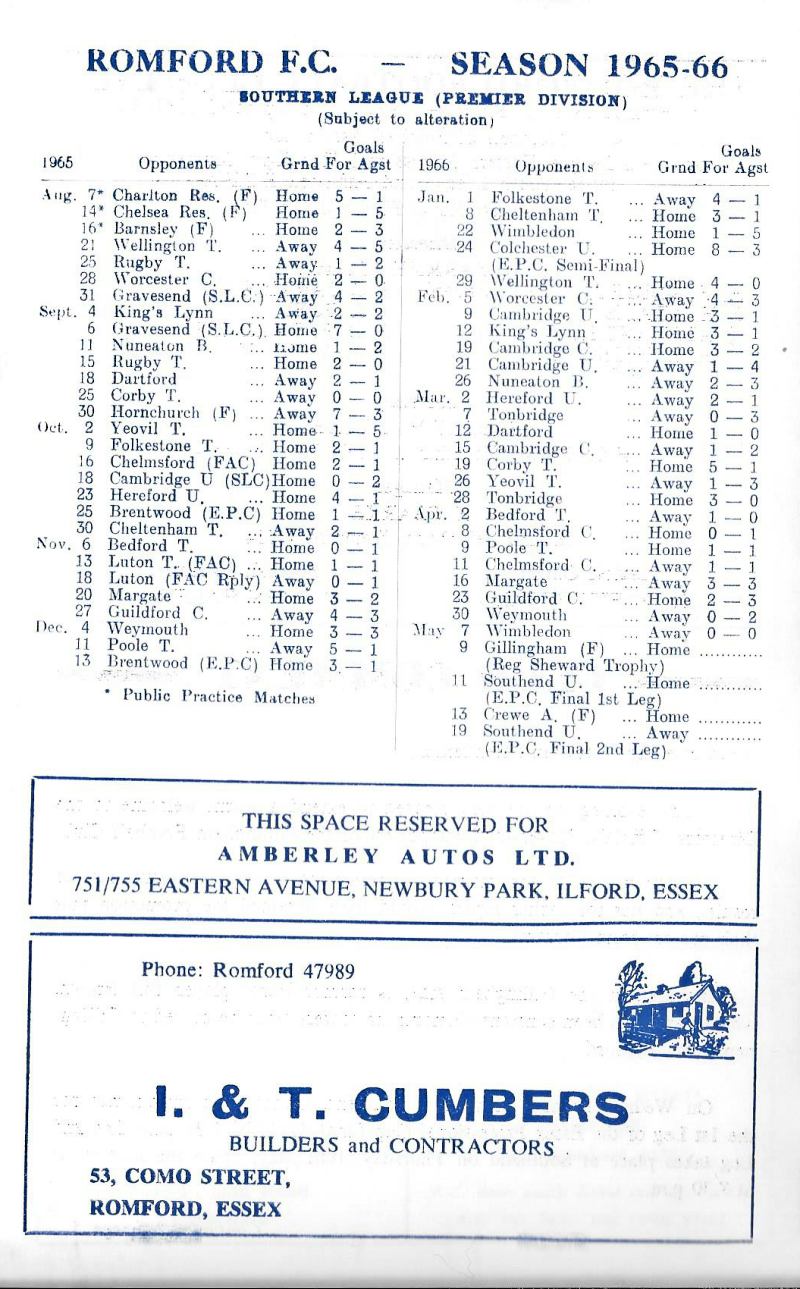 ROMFORD F.C. — SEASON 1965-66
SOUTHERN LEAGUE (PREMIER DIVISION)
(Subject to alteration)
Goals
1965 Opponents Grnd For Agst
Aug. 7* Charlton Res. (F) Home 5 — 1
14* Chelsea Res. (F) Home 1 — 5
16* Barnsley (F) ... Home 2 — 3
21 Wellington T. ... Away 4 — 5
25 Rugby T. ... Away 1 — 2
28 Worcester C. ... Home 2 — 0
31 Gravesend (S.L.C.) Away 4 — 2
Sept. 4 King's Lynn ... Away 2 — 2
6 Gravesend (S.L.C.) Home 7 — 0
11 Nuneaton B. ... Home 1 — 2
15 Rugby T. ... Home 2 — 0
18 Dartford ... Away 2 — 1
25 Corby T. ... Away 0 — 0
30 Hornchurch (F) ... Away 7 — 3
Oct. 2 Yeovil T. ... Home 1 — 5
9 Folkestone T. ... Home 2 — 1
16 Chelmsford (FAC) Home 2 — 1
18 Cambridge U (SLC) Home 0 — 2
23 Hereford U. ... Home 4 — 1
25 Brentwood (E.P.C) Home 1 — 1
30 Cheltenham T. ... Away 2 — 1
Nov. 6 Bedford T. ... Home 0 — 1
13 Luton T. (FAC) ... Home 1 — 1
18 Luton (FAC Rply) Away 0 — 1
20 Margate ... Home 3 — 2
27 Guildford C. ... Away 4 — 3
Dec. 4 Weymouth ... Home 3 — 3
11 Poole T. ... Away 5 — 1
13 Brentwood (E.P.C) Home 3 — 1
* Public Practice Matches
Goals
1966 Opponents Grnd For Agst
Jan. 1 Folkestone T. ... Away 4 — 1
8 Cheltenham T. ... Home 3 — 1
22 Wimbledon ... Home 1 — 5
24 Colchester U. ... Home 8 — 3
(E.P.C. Semi-Final)
29 Wellington T. ... Home 4 — 0
Feb. 5 Worcester C. ... Away 4 — 3
9 Cambridge U. ... Home 3 — 1
12 King's Lynn ... Home 3 — 1
19 Cambridge C. ... Home 3 — 2
21 Cambridge U. ... Away 1 — 4
26 Nuneaton B. ... Away 2 — 3
Mar. 2 Hereford U. ... Away 2 — 1
7 Tonbridge ... Away 0 — 3
12 Dartford ... Home 1 — 0
15 Cambridge C. ... Away 1 — 2
19 Corby T. ... Home 5 — 1
26 Yeovil T. ... Away 1 — 3
28 Tonbridge ... Home 3 — 0
Apr. 2 Bedford T. ... Away 1 — 0
8 Chelmsford C. ... Home 0 — 1
9 Poole T. ... Home 1 — 1
11 Chelmsford C. ... Away 1 — 1
16 Margate ... Away 3 — 3
23 Guildford C. ... Home 2 — 3
30 Weymouth ... Away 0 — 2
May 7 Wimbledon ... Away 0 — 0
9 Gillingham (F) ... Home ............
(Reg Sheward Trophy)
11 Southend U. ... Home ............
(E.P.C. Final 1st Leg)
13 Crewe A. (F) ... Home ............
19 Southend U. ... Away ............
(E.P.C. Final 2nd Leg)
THIS SPACE RESERVED FOR
AMBERLEY AUTOS LTD.
751/755 EASTERN AVENUE, NEWBURY PARK, ILFORD, ESSEX
Phone: Romford 47989
I. & T. CUMBERS
BUILDERS and CONTRACTORS
53, COMO STREET,
ROMFORD, ESSEX